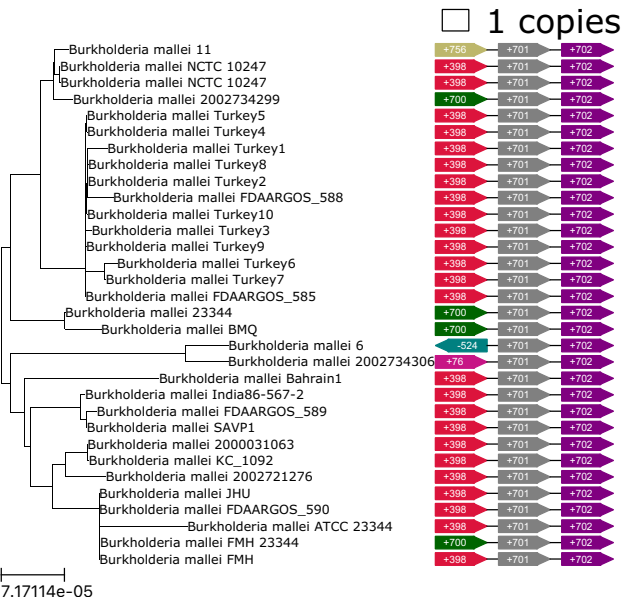 1 copies
Burkholderia mallei 11 +756 +701 +702
Burkholderia mallei NCTC 10247 +398 +701 +702
Burkholderia mallei NCTC 10247 +398 +701 +702
Burkholderia mallei 2002734299 +700 +701 +702
Burkholderia mallei Turkey5 +398 +701 +702
Burkholderia mallei Turkey4 +398 +701 +702
Burkholderia mallei Turkey1 +398 +701 +702
Burkholderia mallei Turkey8 +398 +701 +702
Burkholderia mallei Turkey2 +398 +701 +702
Burkholderia mallei FDAARGOS_588 +398 +701 +702
Burkholderia mallei Turkey10 +398 +701 +702
Burkholderia mallei Turkey3 +398 +701 +702
Burkholderia mallei Turkey9 +398 +701 +702
Burkholderia mallei Turkey6 +398 +701 +702
Burkholderia mallei Turkey7 +398 +701 +702
Burkholderia mallei FDAARGOS_585 +398 +701 +702
Burkholderia mallei 23344 +700 +701 +702
Burkholderia mallei BMQ +700 +701 +702
Burkholderia mallei 6 -524 +701 +702
Burkholderia mallei 2002734306 +76 +701 +702
Burkholderia mallei Bahrain1 +398 +701 +702
Burkholderia mallei India86-567-2 +398 +701 +702
Burkholderia mallei FDAARGOS_589 +398 +701 +702
Burkholderia mallei SAVP1 +398 +701 +702
Burkholderia mallei 2000031063 +398 +701 +702
Burkholderia mallei KC_1092 +398 +701 +702
Burkholderia mallei 2002721276 +398 +701 +702
Burkholderia mallei JHU +398 +701 +702
Burkholderia mallei FDAARGOS_590 +398 +701 +702
Burkholderia mallei ATCC 23344 +398 +701 +702
Burkholderia mallei FMH 23344 +700 +701 +702
Burkholderia mallei FMH +398 +701 +702
7.17114e-05